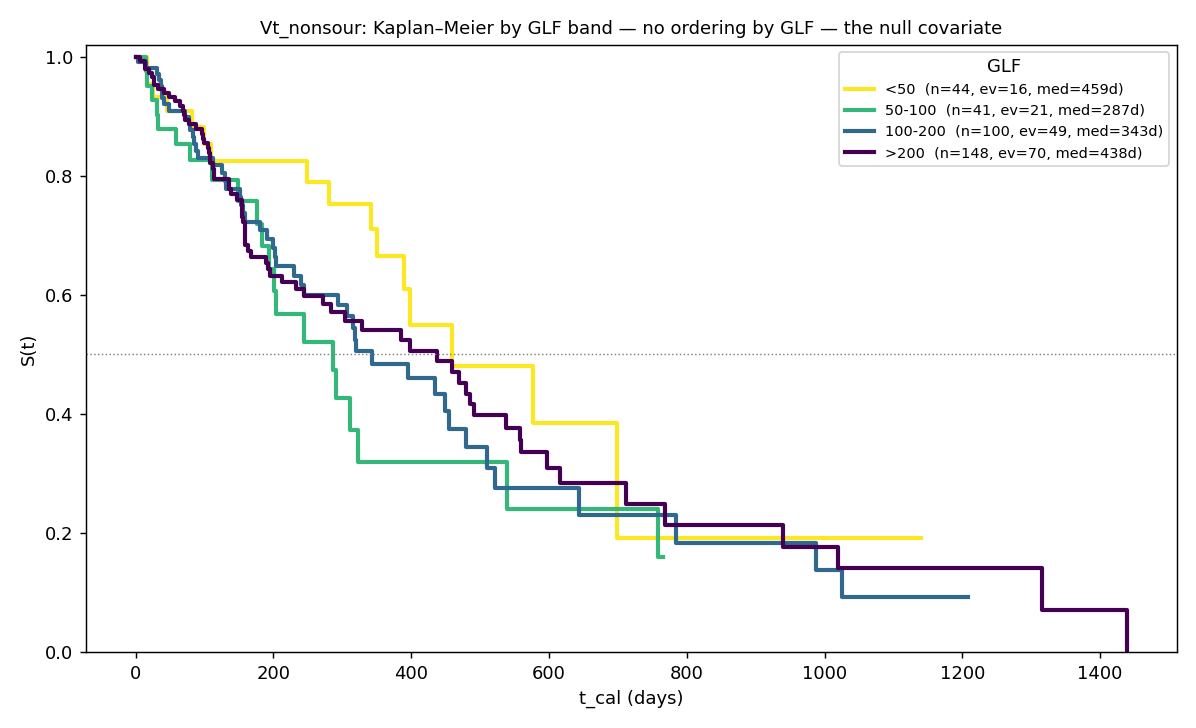 Vt_nonsour: Kaplan–Meier by GLF band — no ordering by GLF — the null covariate
GLF
<50  (n=44, ev=16, med=459d)
50-100  (n=41, ev=21, med=287d)
100-200  (n=100, ev=49, med=343d)
>200  (n=148, ev=70, med=438d)
S(t)
1.0
0.8
0.6
0.4
0.2
0.0
0 200 400 600 800 1000 1200 1400
t_cal (days)